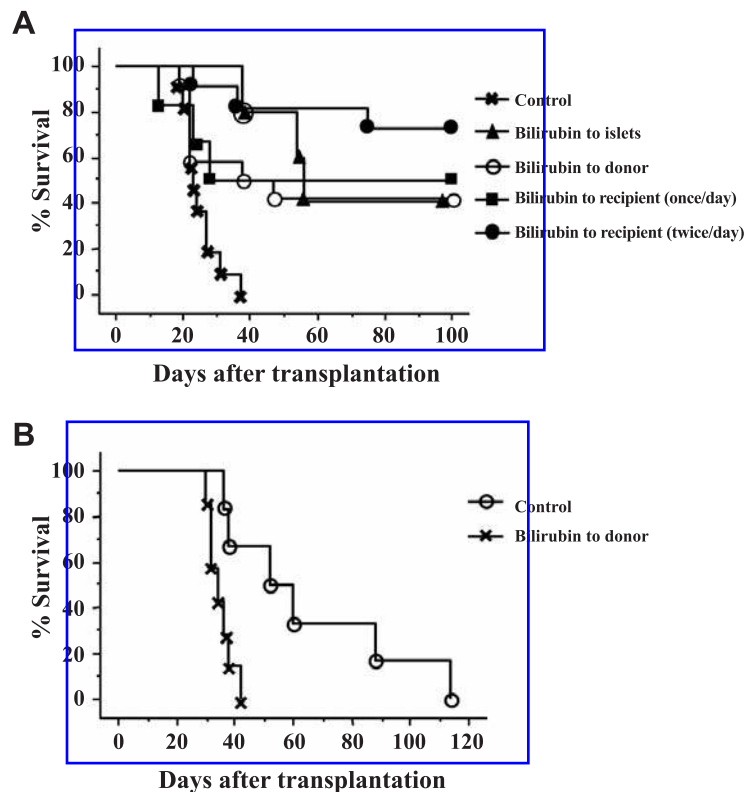 A
% Survival
100
80
60
40
20
0
0 20 40 60 80 100
Days after transplantation
Control
Bilirubin to islets
Bilirubin to donor
Bilirubin to recipient (once/day)
Bilirubin to recipient (twice/day)
B
% Survival
100
80
60
40
20
0
0 20 40 60 80 100 120
Days after transplantation
Control
Bilirubin to donor